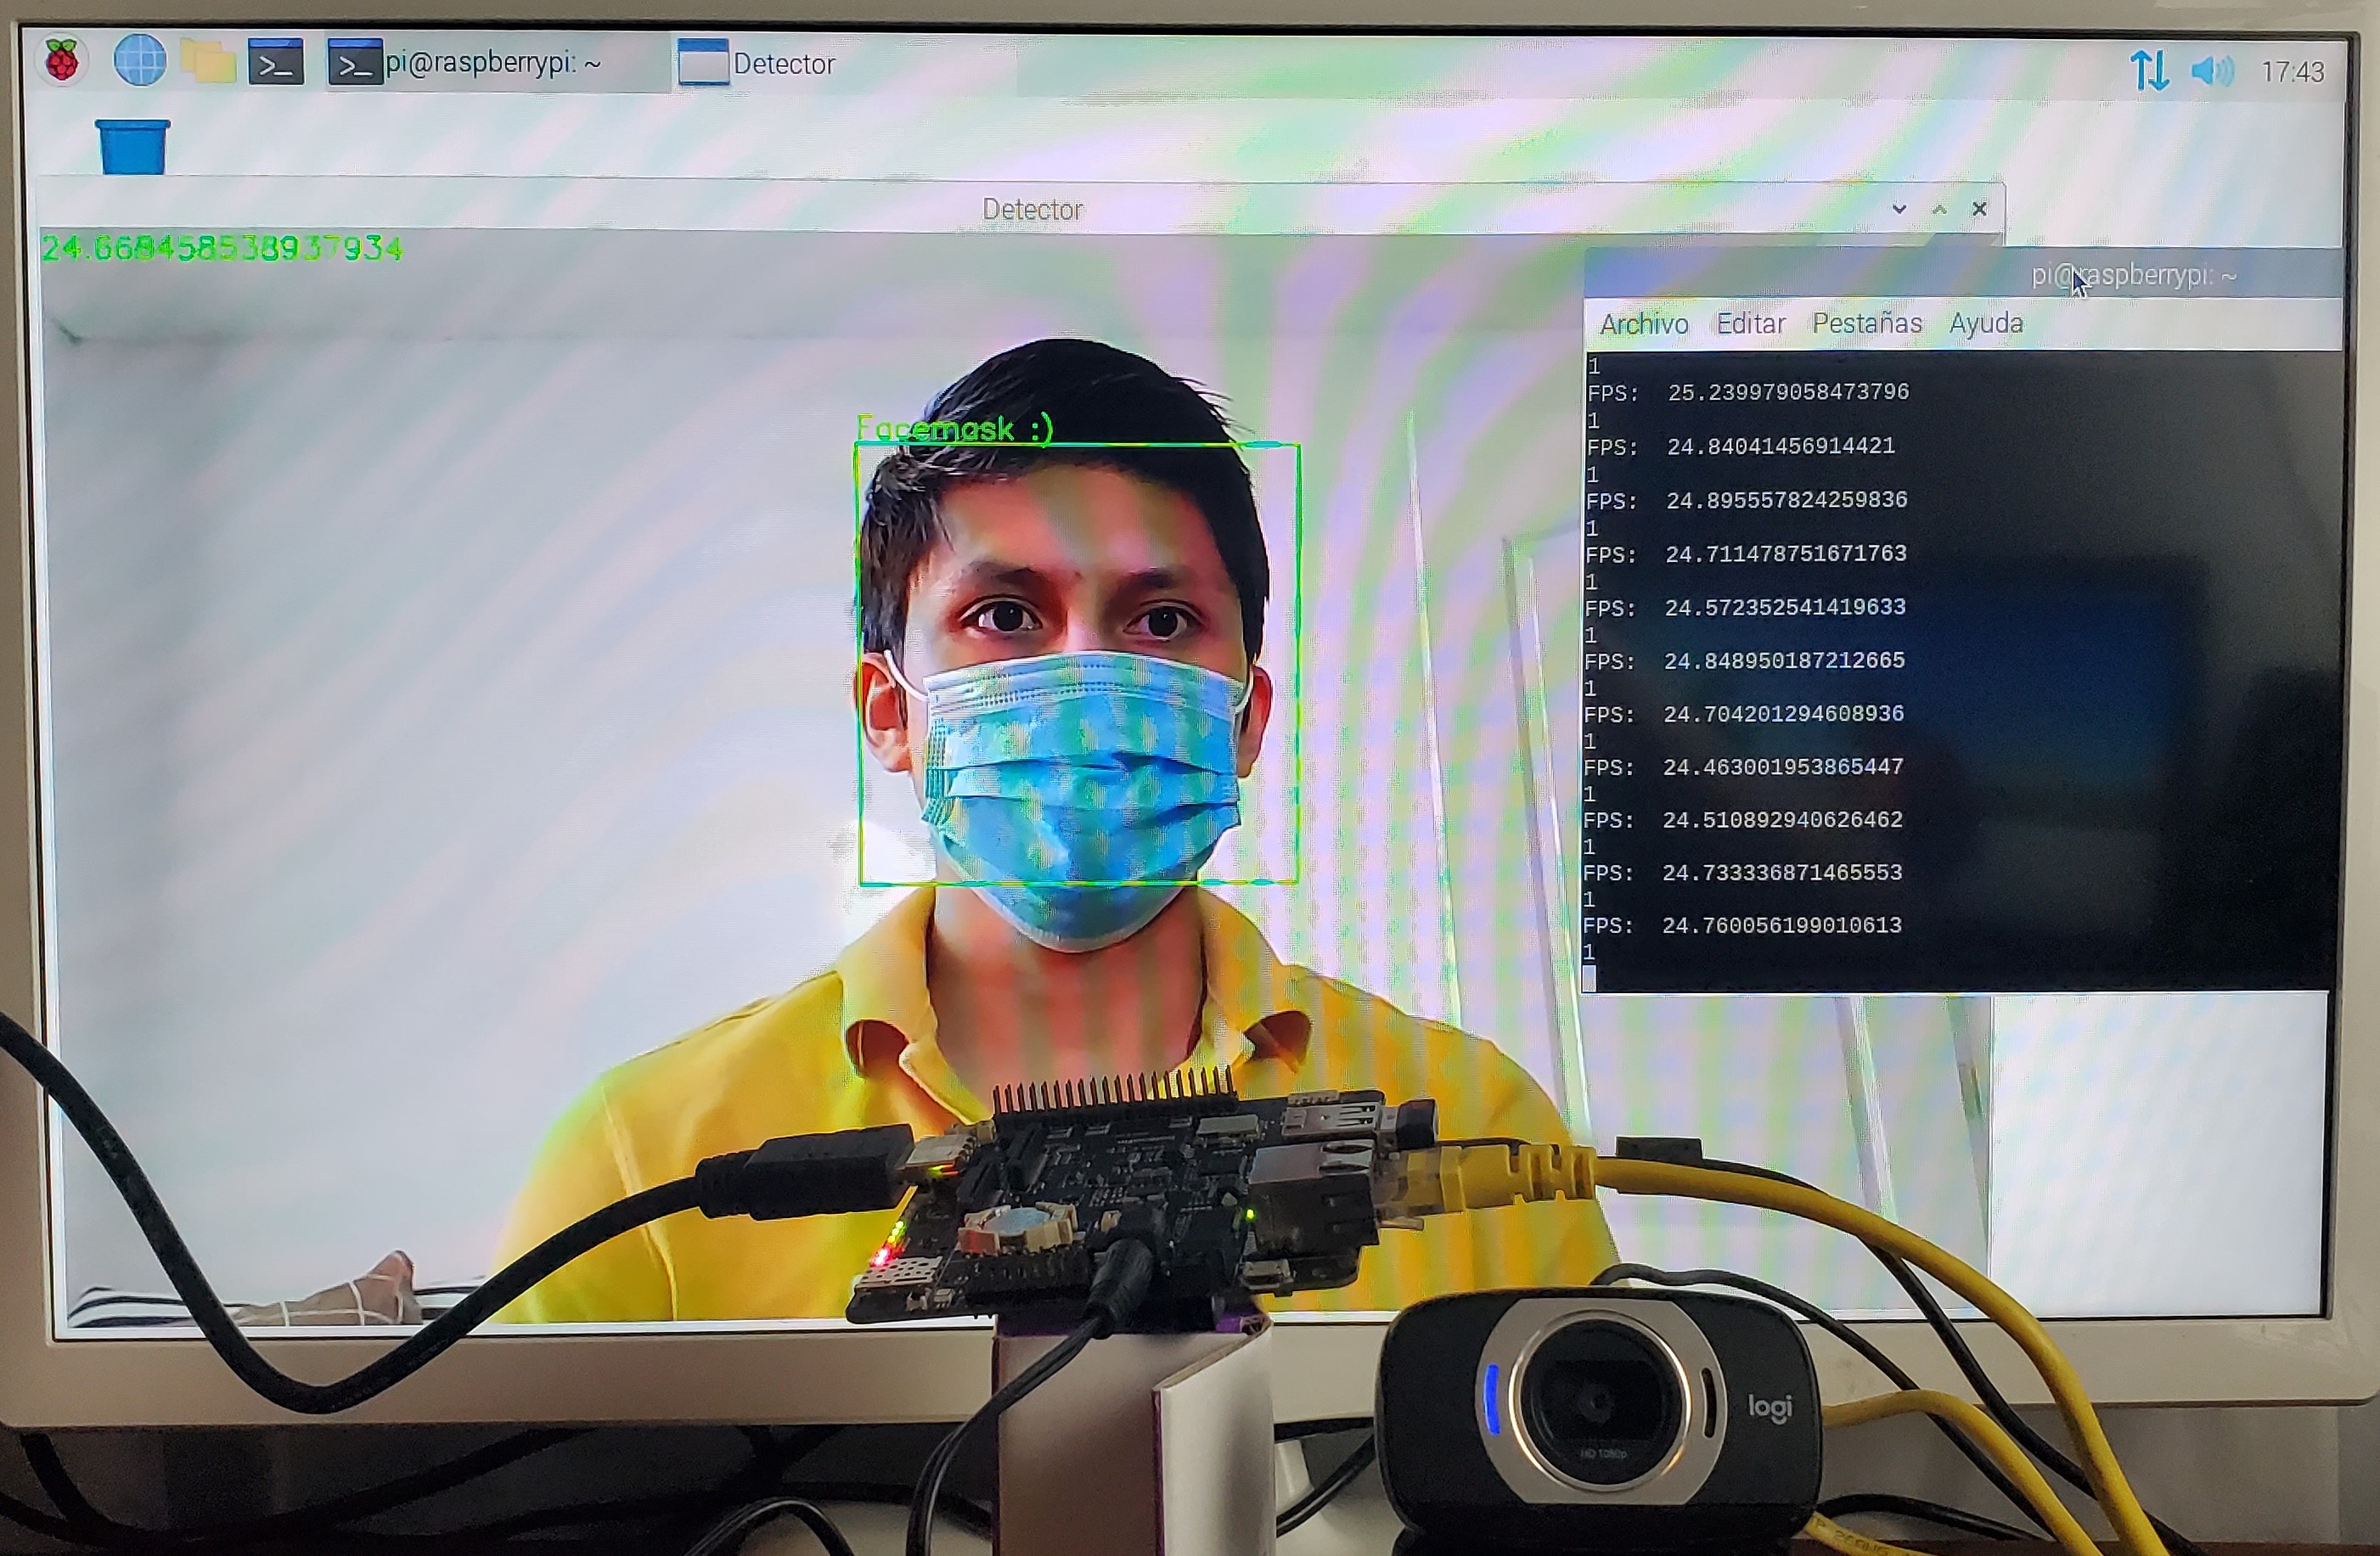 pi@raspberrypi: ~
Detector
17:43
Detector
24.668458538937934
pi@raspberrypi: ~
Archivo Editar Pestañas Ayuda
1
FPS: 25.239979058473796
1
FPS: 24.84041456914421
1
FPS: 24.895557824259836
1
FPS: 24.711478751671763
1
FPS: 24.572352541419633
1
FPS: 24.848950187212665
1
FPS: 24.704201294608936
1
FPS: 24.463001953865447
1
FPS: 24.510892940626462
1
FPS: 24.733336871465553
1
FPS: 24.760056199010613
1
Facemask :)
logi
HD 1080p